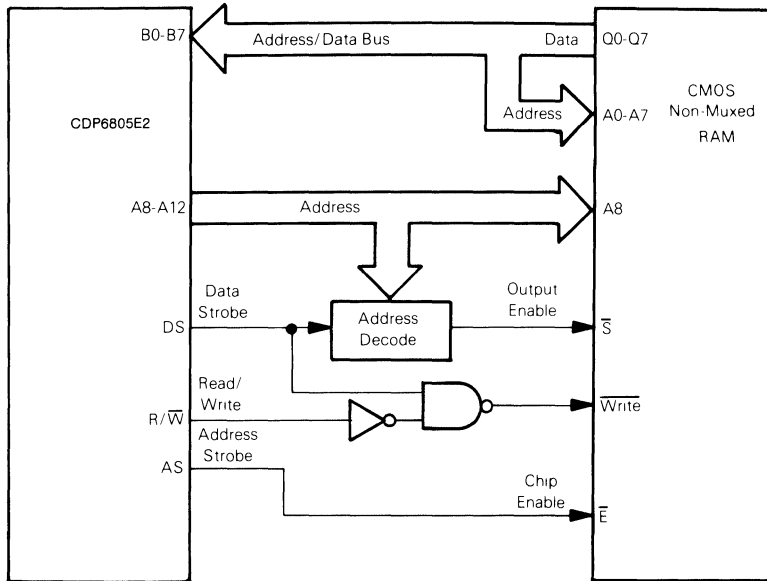 B0-B7
Address/Data Bus
Data
Q0-Q7
CDP6805E2
Address
A0-A7
CMOS
Non-Muxed
RAM
A8-A12
Address
A8
Data
Strobe
DS
Address
Decode
Output
Enable
S̅
Read/
Write
R/W̅
W̅r̅i̅t̅e̅
Address
Strobe
AS
Chip
Enable
E̅